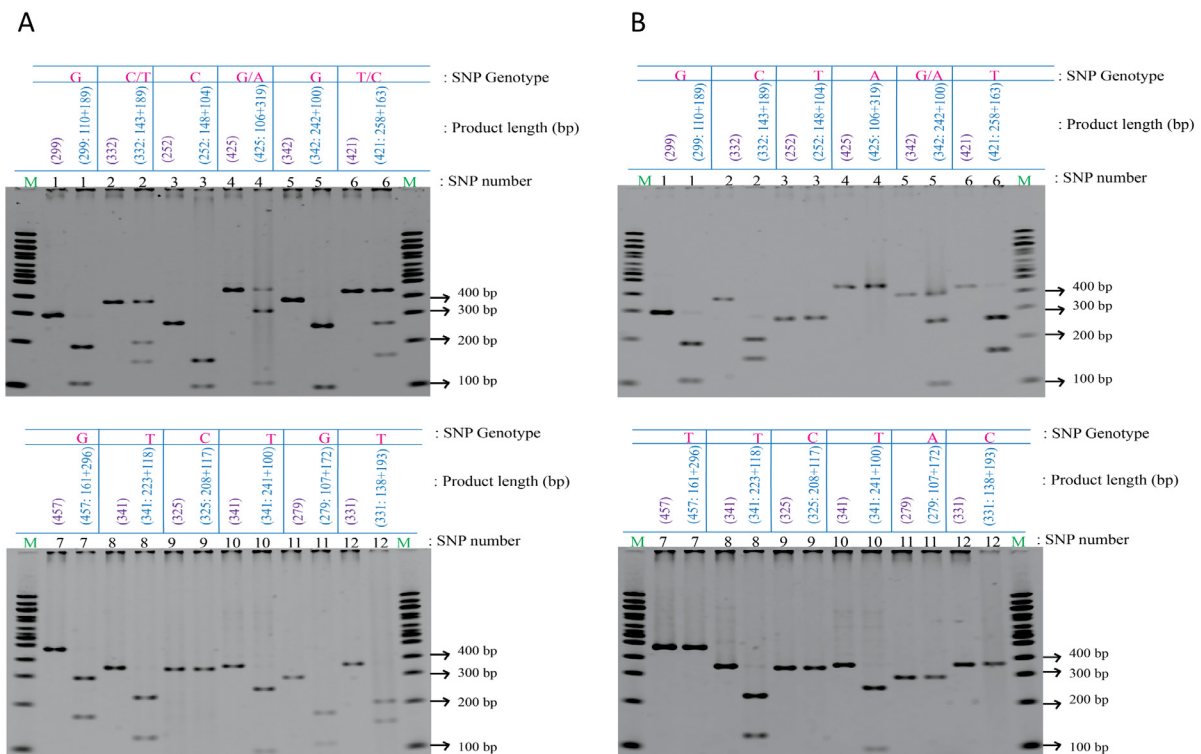 A
G C/T C G/A G T/C : SNP Genotype
(299) (299: 110+189) (332) (332: 143+189) (252) (252: 148+104) (425) (425: 106+319) (342) (342: 242+100) (421) (421: 258+163) : Product length (bp)
M 1 1 2 2 3 3 4 4 5 5 6 6 M : SNP number
400 bp
300 bp
200 bp
100 bp
G T C T G T : SNP Genotype
(457) (457: 161+296) (341) (341: 223+118) (325) (325: 208+117) (341) (341: 241+100) (279) (279: 107+172) (331) (331: 138+193) : Product length (bp)
M 7 7 8 8 9 9 10 10 11 11 12 12 M : SNP number
400 bp
300 bp
200 bp
100 bp
B
G C T A G/A T : SNP Genotype
(299) (299: 110+189) (332) (332: 143+189) (252) (252: 148+104) (425) (425: 106+319) (342) (342: 242+100) (421) (421: 258+163) : Product length (bp)
M 1 1 2 2 3 3 4 4 5 5 6 6 M : SNP number
400 bp
300 bp
200 bp
100 bp
T T C T A C : SNP Genotype
(457) (457: 161+296) (341) (341: 223+118) (325) (325: 208+117) (341) (341: 241+100) (279) (279: 107+172) (331) (331: 138+193) : Product length (bp)
M 7 7 8 8 9 9 10 10 11 11 12 12 M : SNP number
400 bp
300 bp
200 bp
100 bp